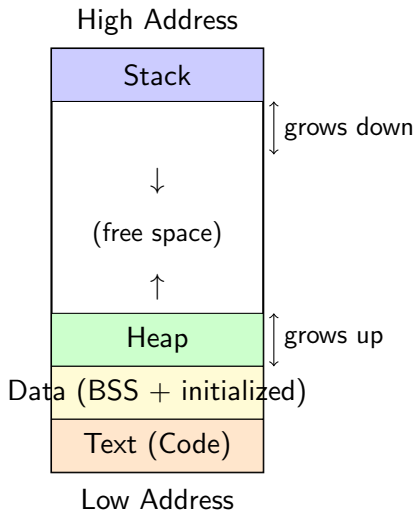 High Address
Stack
grows down
↓
(free space)
↑
Heap
grows up
Data (BSS + initialized)
Text (Code)
Low Address